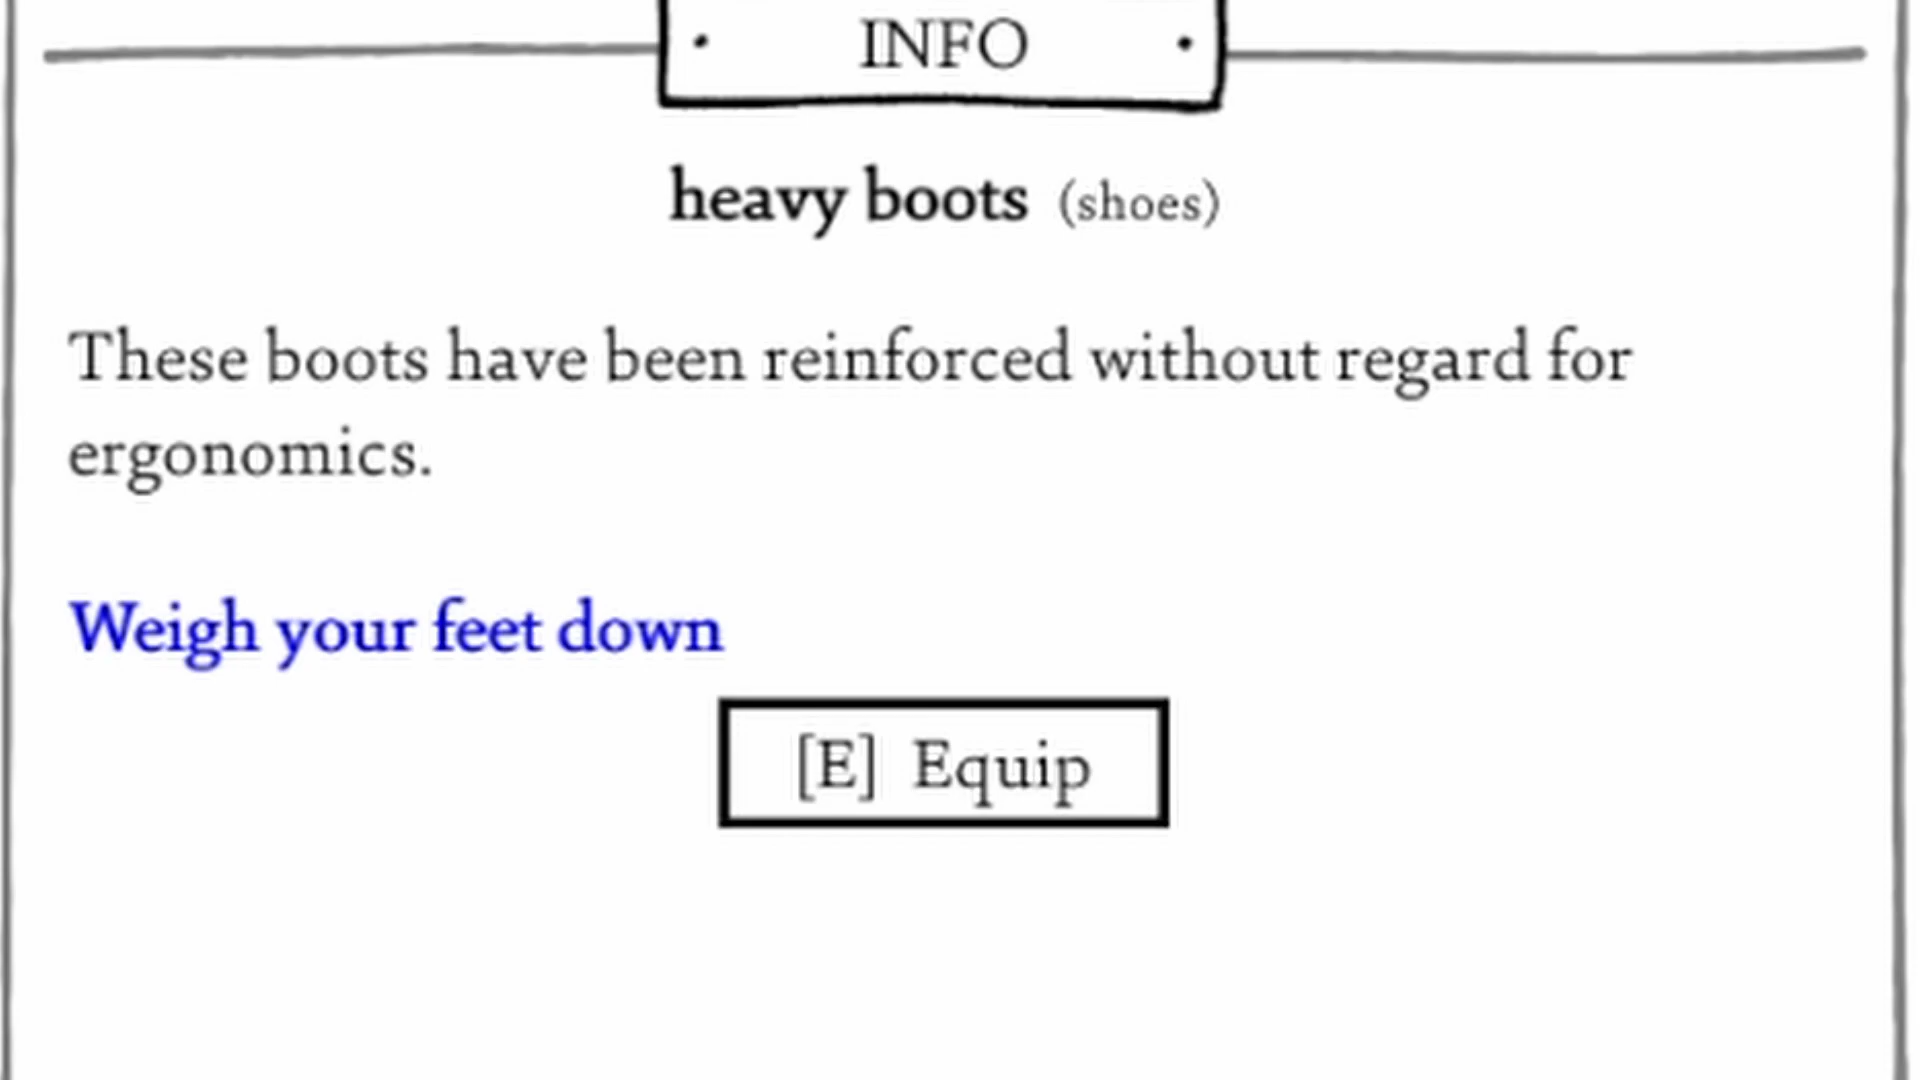 INFO
heavy boots (shoes)
These boots have been reinforced without regard for
ergonomics.
Weigh your feet down
[E] Equip